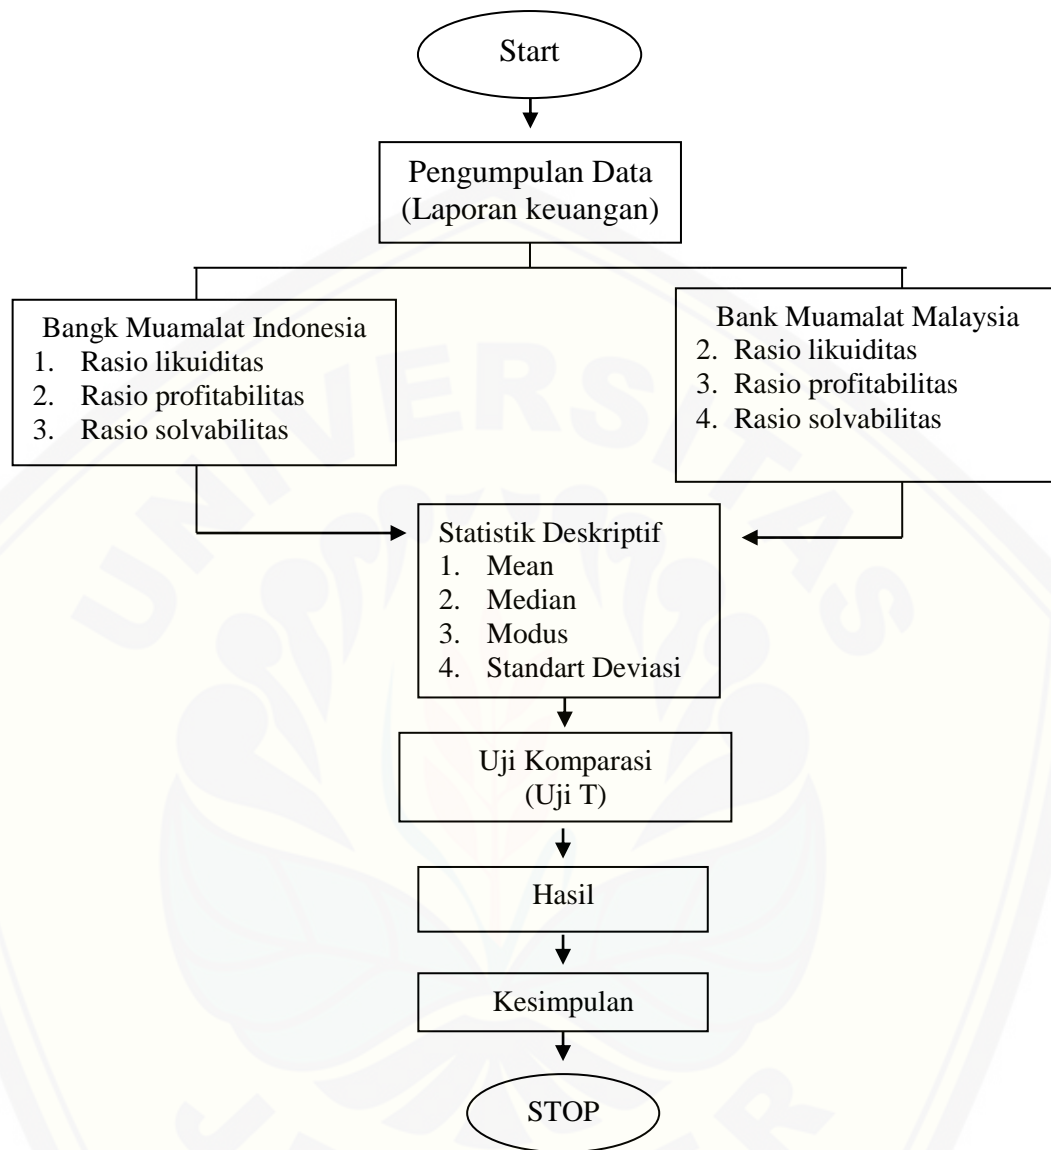 Start
Pengumpulan Data
(Laporan keuangan)
Bangk Muamalat Indonesia
1. Rasio likuiditas
2. Rasio profitabilitas
3. Rasio solvabilitas
Bank Muamalat Malaysia
2. Rasio likuiditas
3. Rasio profitabilitas
4. Rasio solvabilitas
Statistik Deskriptif
1. Mean
2. Median
3. Modus
4. Standart Deviasi
Uji Komparasi
(Uji T)
Hasil
Kesimpulan
STOP
UNIVERSITAS